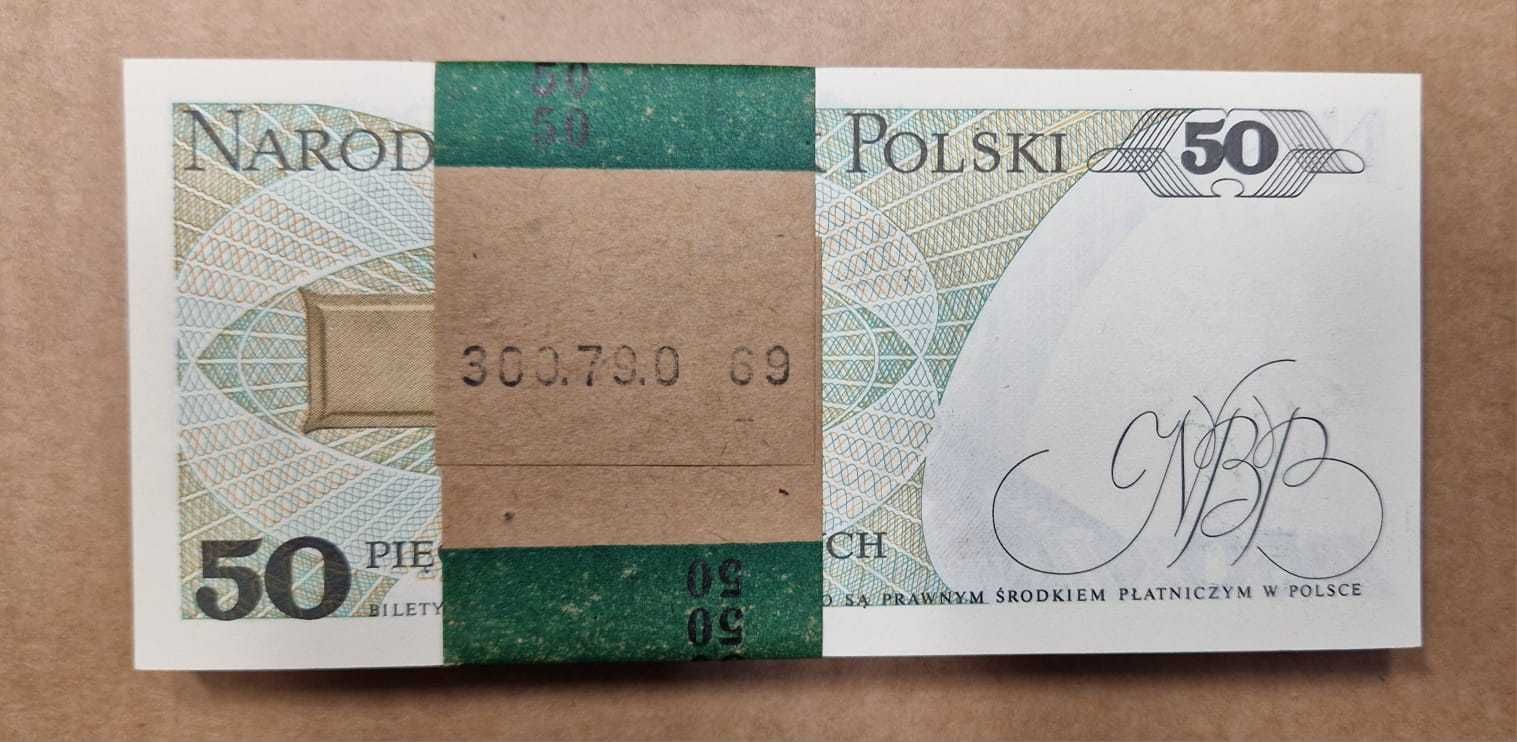 50
50
NAROD
POLSKI
50
300.79.0 69
NBP
50 PIĘ
YCH
BILETY
O SĄ PRAWNYM ŚRODKIEM PŁATNICZYM W POLSCE
50
50